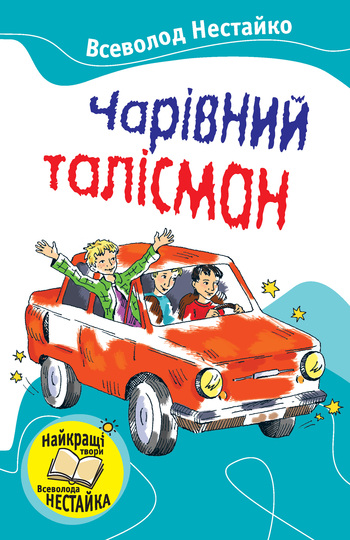 Всеволод Нестайко
Чарівний
талісман
Найкращі
твори
Всеволода
НЕСТАЙКА